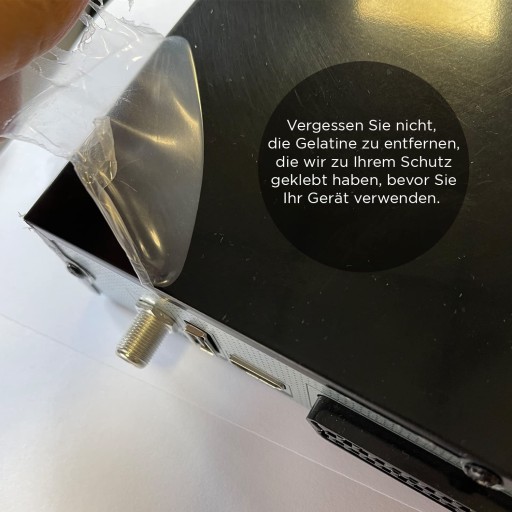 Vergessen Sie nicht,
die Gelatine zu entfernen,
die wir zu Ihrem Schutz
geklebt haben, bevor Sie
Ihr Gerät verwenden.